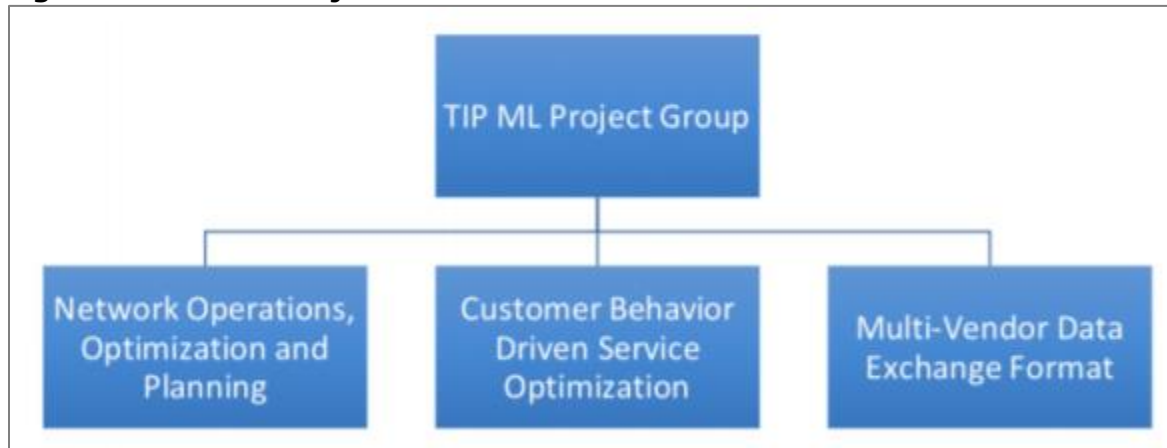 TIP ML Project Group
Network Operations,
Optimization and
Planning
Customer Behavior
Driven Service
Optimization
Multi-Vendor Data
Exchange Format